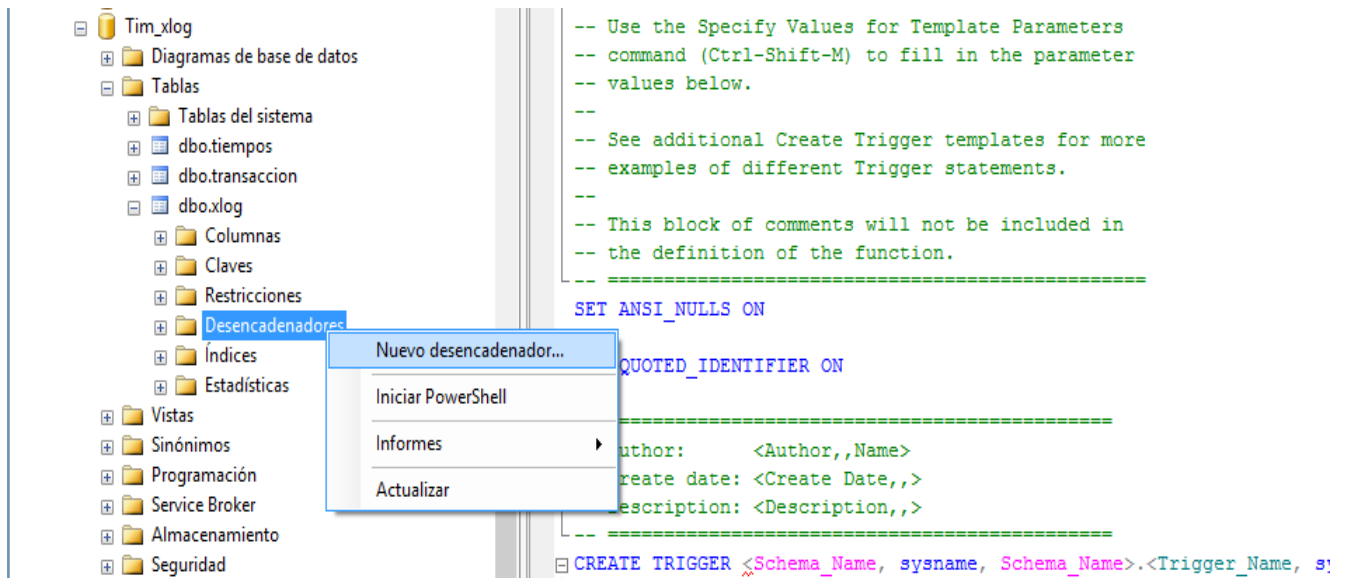 Tim_xlog
Diagramas de base de datos
Tablas
Tablas del sistema
dbo.tiempos
dbo.transaccion
dbo.xlog
Columnas
Claves
Restricciones
Desencadenadores
Índices
Estadísticas
Vistas
Sinónimos
Programación
Service Broker
Almacenamiento
Seguridad
Nuevo desencadenador...
Iniciar PowerShell
Informes
Actualizar
-- Use the Specify Values for Template Parameters
-- command (Ctrl-Shift-M) to fill in the parameter
-- values below.
--
-- See additional Create Trigger templates for more
-- examples of different Trigger statements.
--
-- This block of comments will not be included in
-- the definition of the function.
-- ================================================
SET ANSI_NULLS ON
QUOTED_IDENTIFIER ON
=============================================
uthor: <Author,,Name>
reate date: <Create Date,,>
escription: <Description,,>
-- =============================================
CREATE TRIGGER <Schema_Name, sysname, Schema_Name>.<Trigger_Name, sy